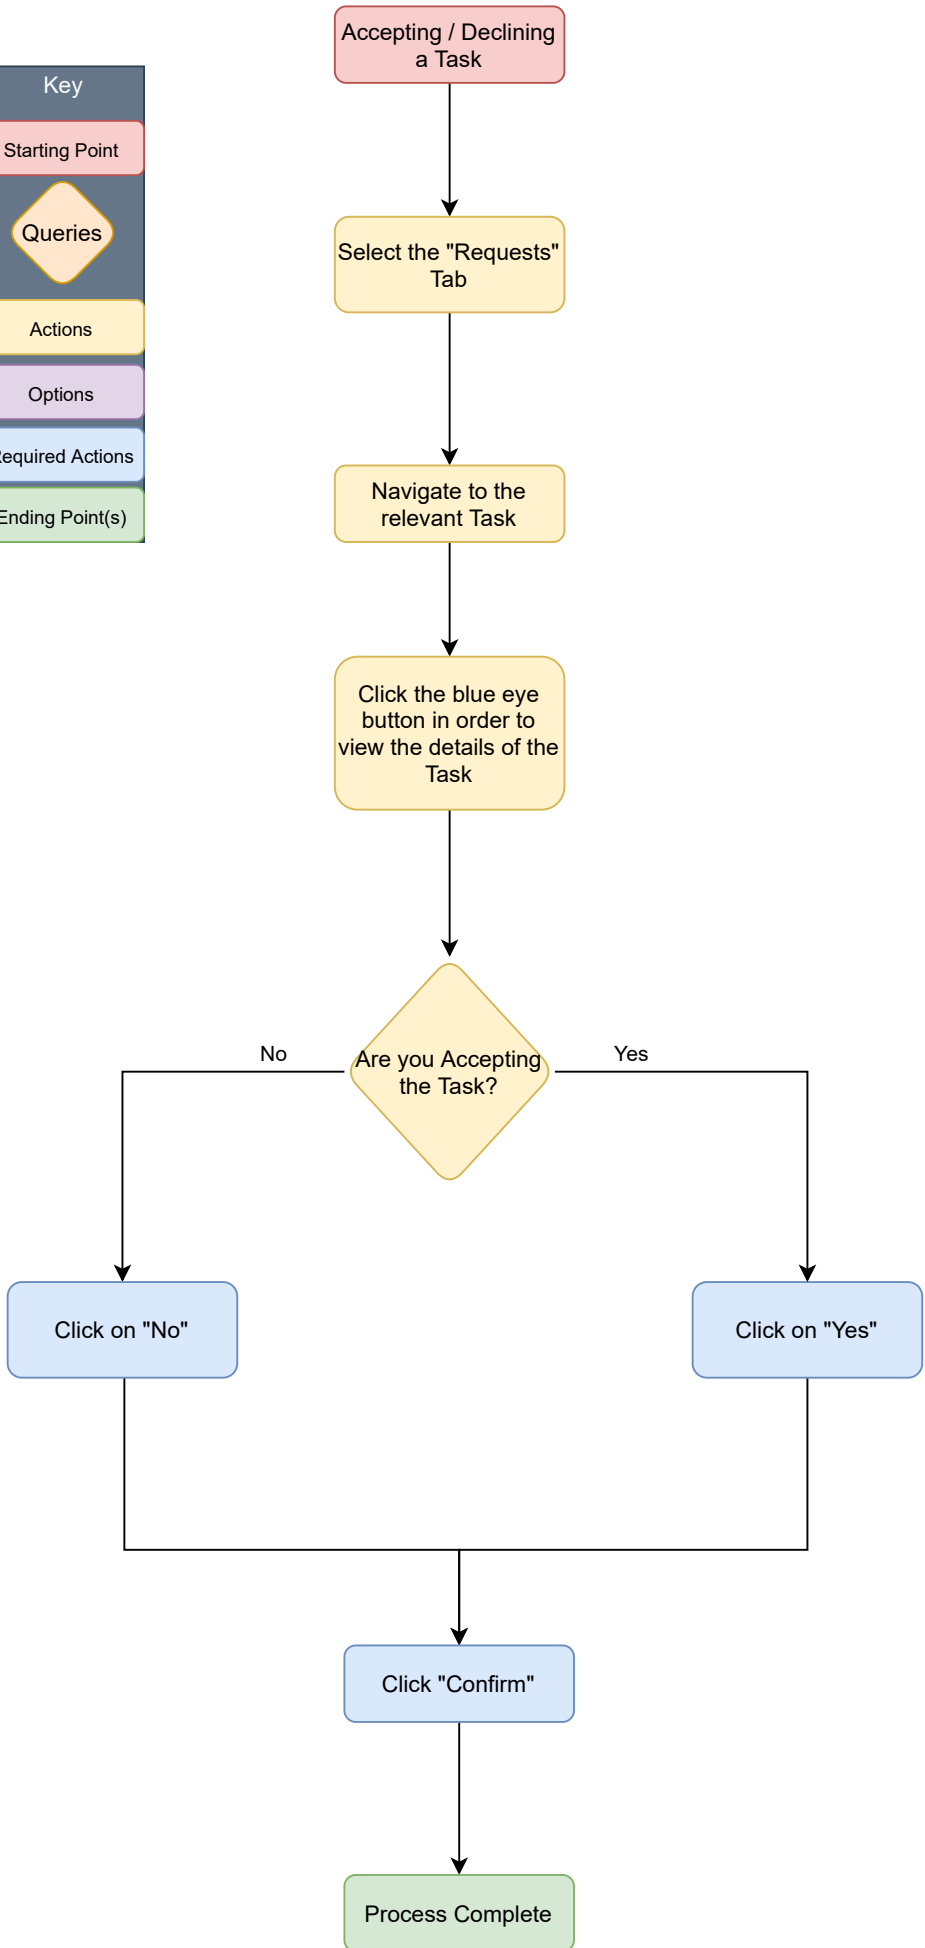 Accepting / Declining
a Task
Key
Starting Point
Queries
Actions
Options
equired Actions
Ending Point(s)
Select the "Requests"
Tab
Navigate to the
relevant Task
Click the blue eye
button in order to
view the details of the
Task
Are you Accepting
the Task?
No
Yes
Click on "No"
Click on "Yes"
Click "Confirm"
Process Complete